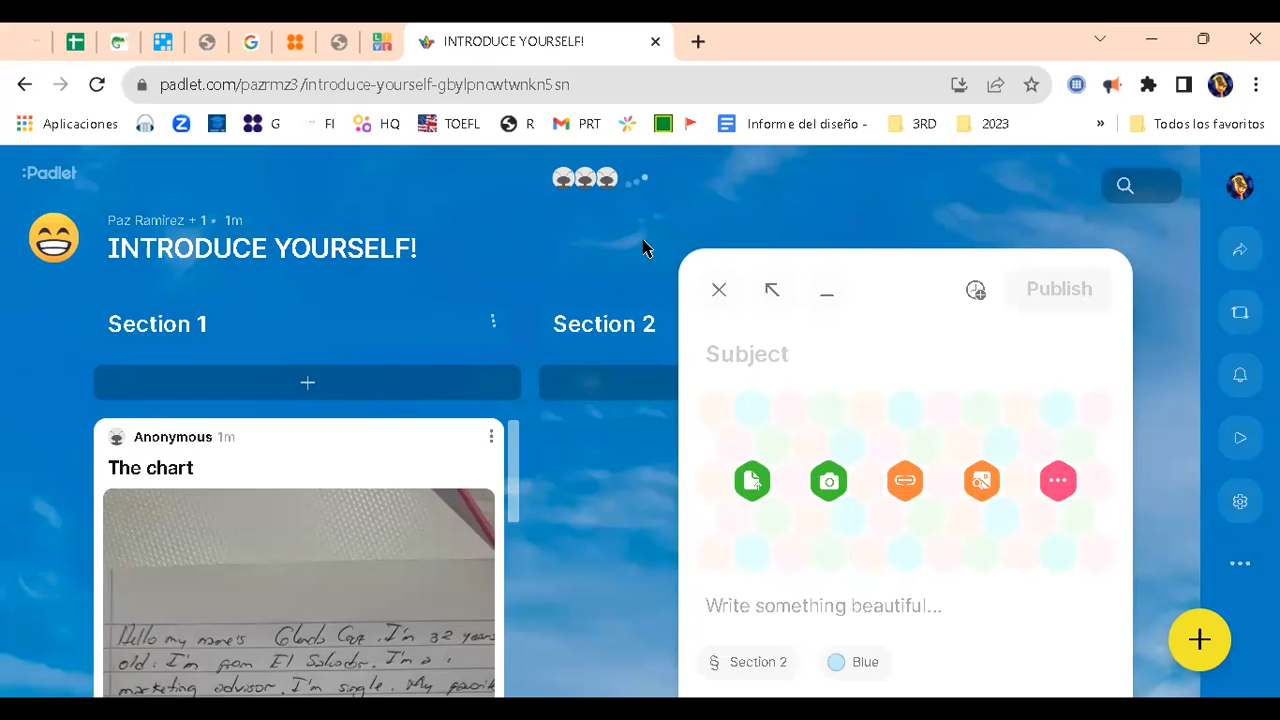 INTRODUCE YOURSELF!
padlet.com/pazrmz3/introduce-yourself-gbylpncwtwnkn5sn
Aplicaciones G FI HQ TOEFL R PRT Informe del diseño - 3RD 2023 » Todos los favoritos
:Padlet
Paz Ramirez + 1 • 1m
INTRODUCE YOURSELF!
Section 1
Section 2
Anonymous 1m
The chart
Hello my name's I'm 32 years
old. I'm from El Salvador. I'm a
marketing advisor. I'm single. My favorit
Publish
Subject
Write something beautiful...
Section 2 Blue